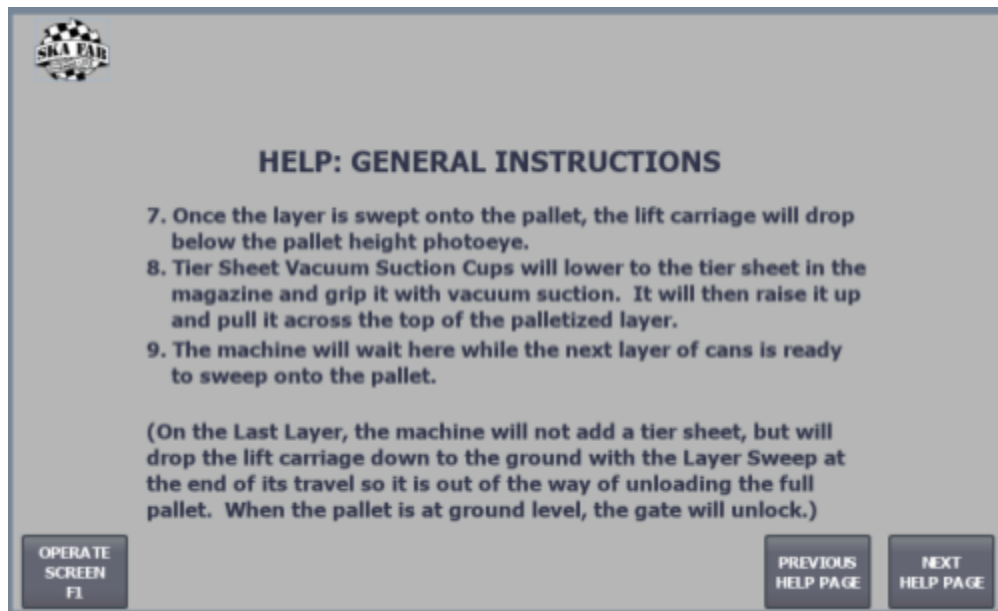 SKA FAB
HELP: GENERAL INSTRUCTIONS
7. Once the layer is swept onto the pallet, the lift carriage will drop
below the pallet height photoeye.
8. Tier Sheet Vacuum Suction Cups will lower to the tier sheet in the
magazine and grip it with vacuum suction.  It will then raise it up
and pull it across the top of the palletized layer.
9. The machine will wait here while the next layer of cans is ready
to sweep onto the pallet.
(On the Last Layer, the machine will not add a tier sheet, but will
drop the lift carriage down to the ground with the Layer Sweep at
the end of its travel so it is out of the way of unloading the full
pallet.  When the pallet is at ground level, the gate will unlock.)
OPERATE
SCREEN
F1
PREVIOUS
HELP PAGE
NEXT
HELP PAGE